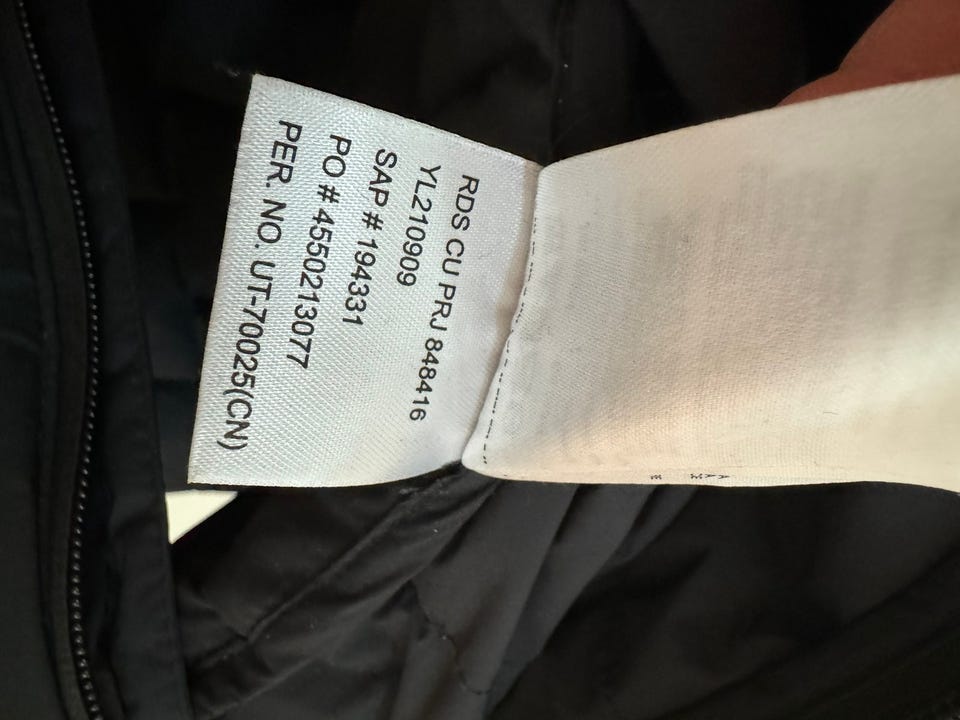 RDS CU PRJ 848416
YL210909
SAP # 194331
PO # 4550213077
PER. NO. UT-70025(CN)